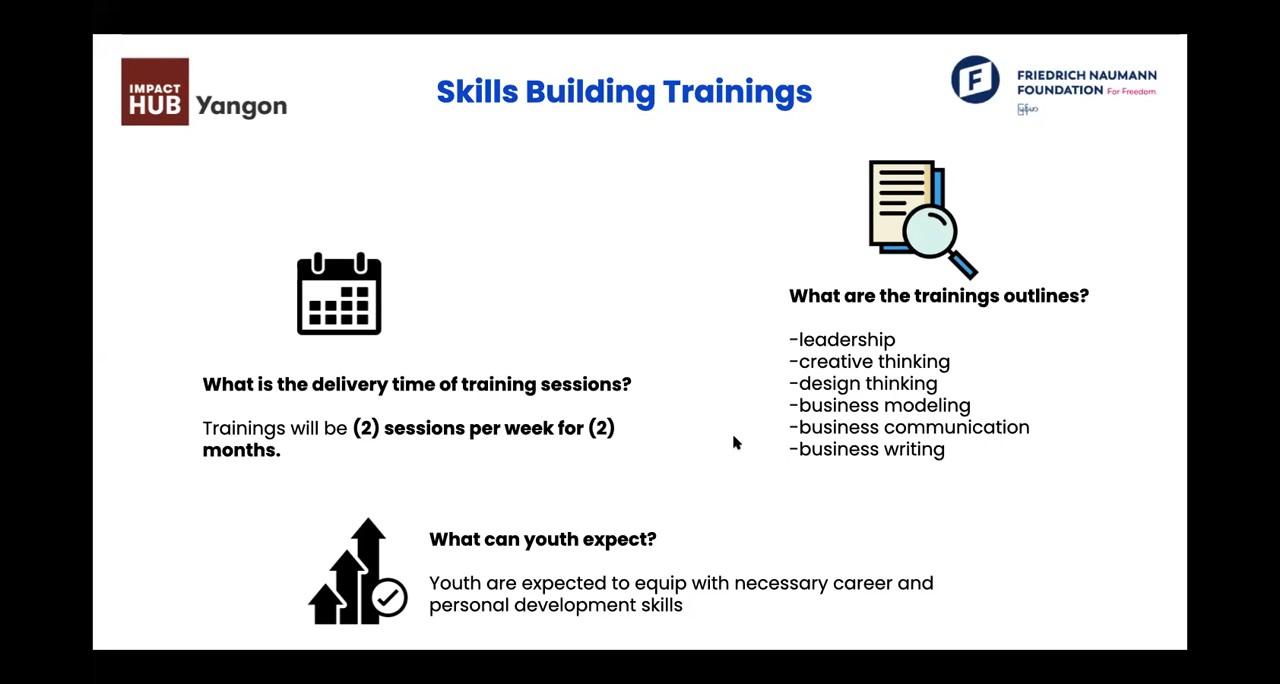 IMPACT
HUB Yangon
Skills Building Trainings
FRIEDRICH NAUMANN
FOUNDATION For Freedom
မြန်မာ
What are the trainings outlines?
-leadership
-creative thinking
-design thinking
-business modeling
-business communication
-business writing
What is the delivery time of training sessions?
Trainings will be (2) sessions per week for (2)
months.
What can youth expect?
Youth are expected to equip with necessary career and
personal development skills